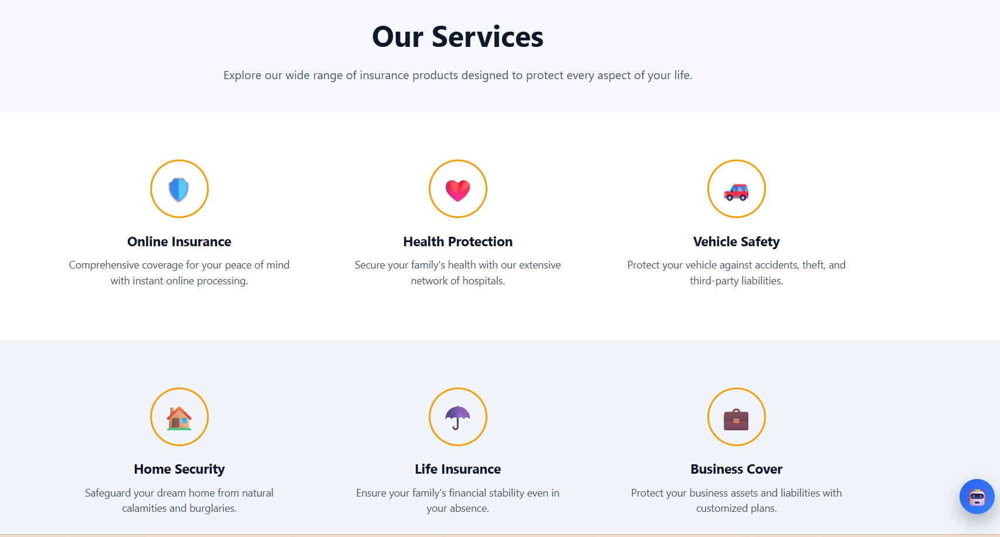 Our Services
Explore our wide range of insurance products designed to protect every aspect of your life.
Online Insurance
Comprehensive coverage for your peace of mind
with instant online processing.
Health Protection
Secure your family's health with our extensive
network of hospitals.
Vehicle Safety
Protect your vehicle against accidents, theft, and
third-party liabilities.
Home Security
Safeguard your dream home from natural
calamities and burglaries.
Life Insurance
Ensure your family's financial stability even in
your absence.
Business Cover
Protect your business assets and liabilities with
customized plans.